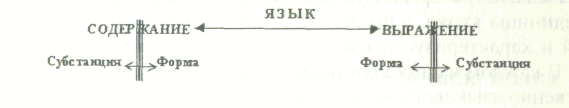 ЯЗЫК
СОДЕРЖАНИЕ ВЫРАЖЕНИЕ
Субстанция Форма Форма Субстанция